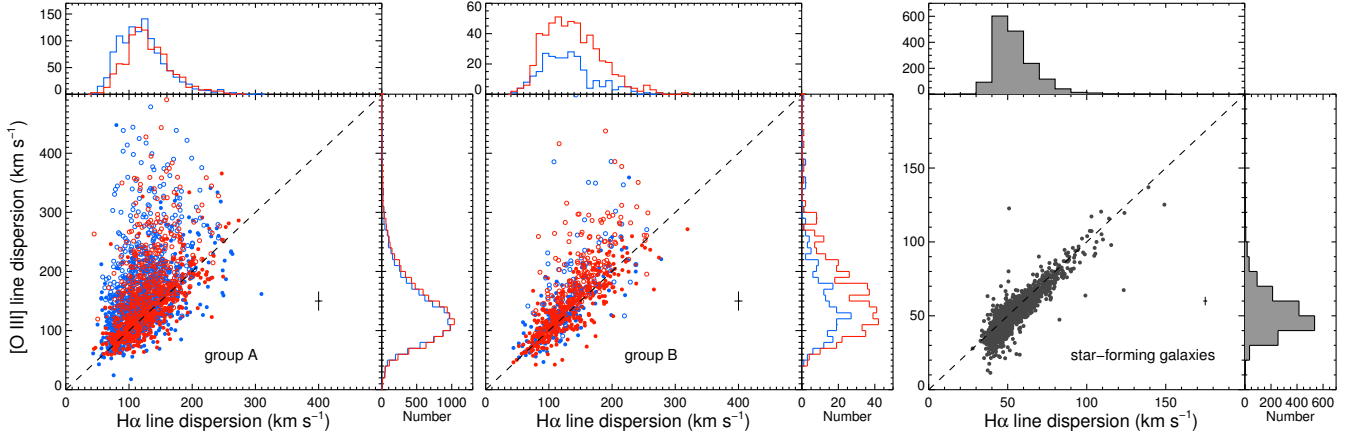 150
100
50
0
60
40
20
0
600
400
200
0
[O III] line dispersion (km s⁻¹)
400
300
200
100
0
group A
0 100 200 300 400
Hα line dispersion (km s⁻¹)
0 500 1000
Number
group B
0 100 200 300 400
Hα line dispersion (km s⁻¹)
0 20 40
Number
150
100
50
0
star-forming galaxies
0 50 100 150
Hα line dispersion (km s⁻¹)
0 200 400 600
Number